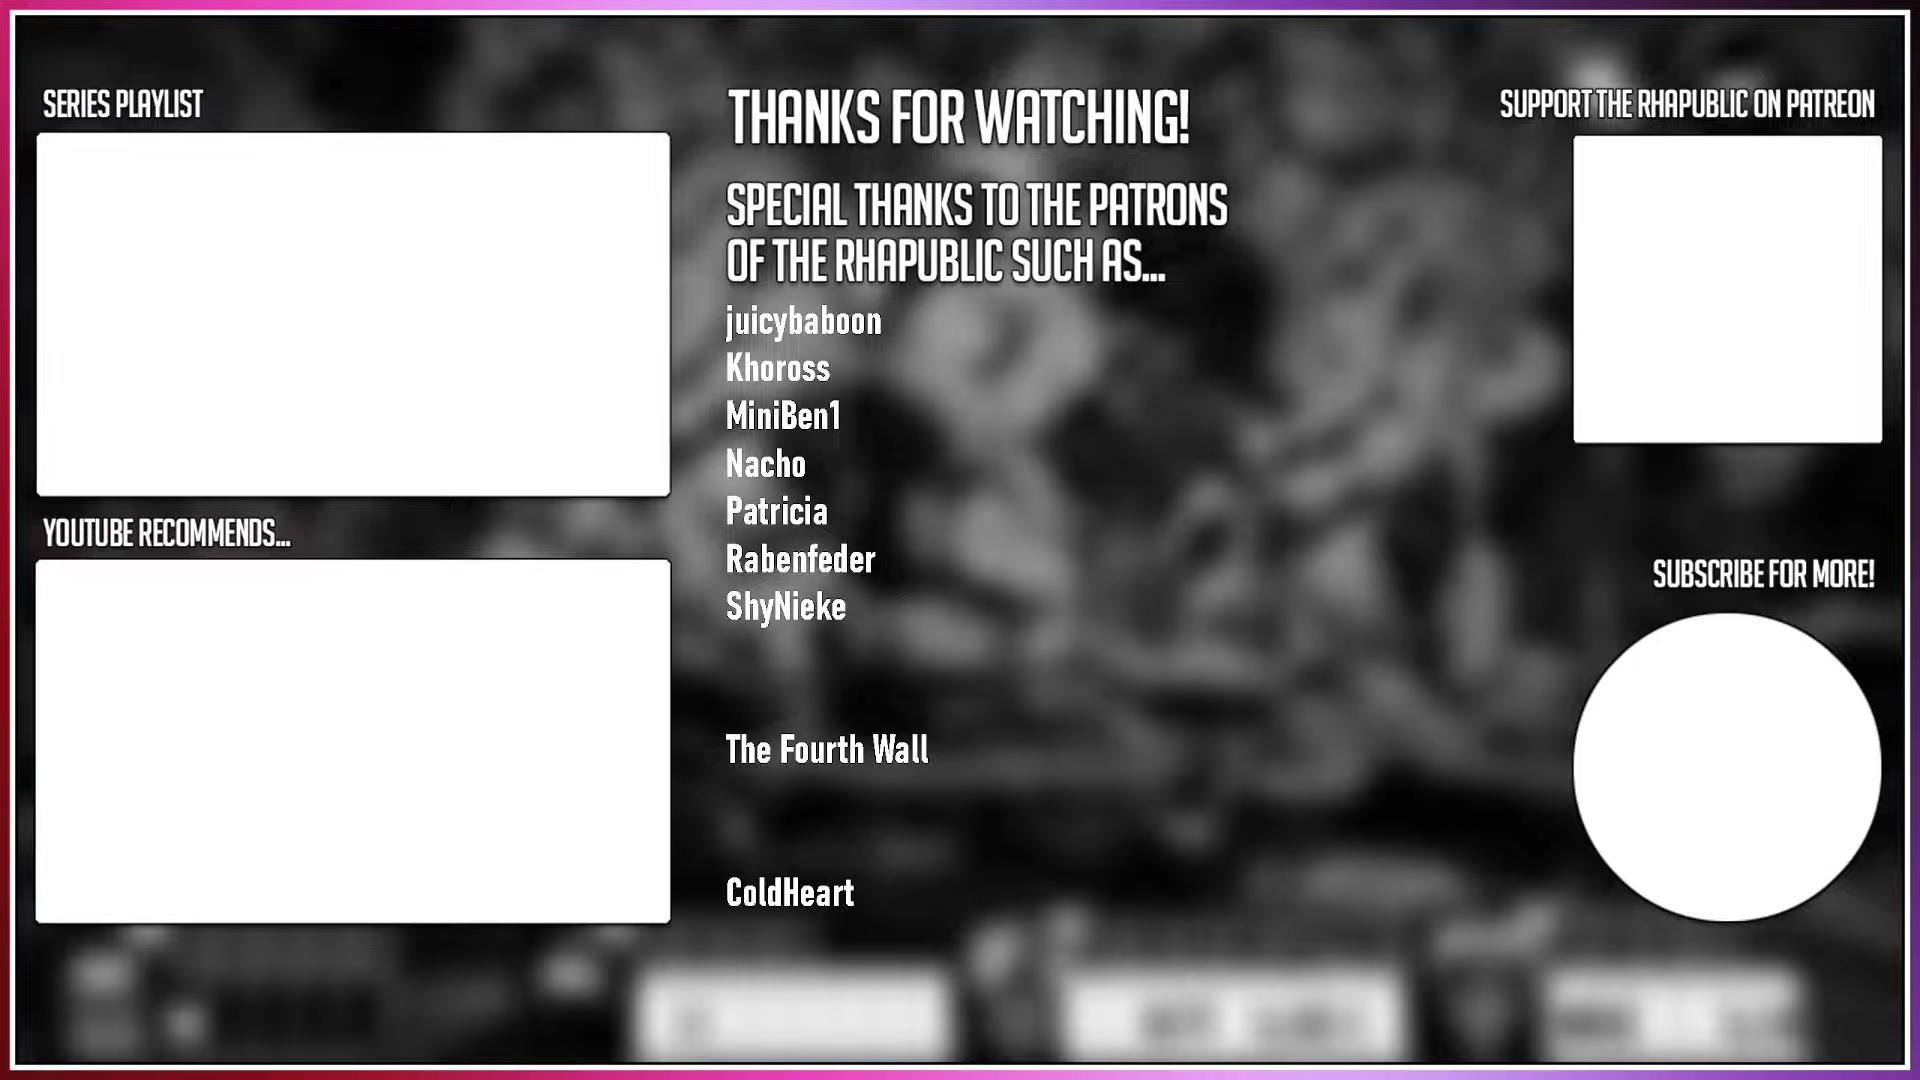 SERIES PLAYLIST
YOUTUBE RECOMMENDS...
THANKS FOR WATCHING!
SPECIAL THANKS TO THE PATRONS
OF THE RHAPUBLIC SUCH AS...
juicybaboon
Khoross
MiniBen1
Nacho
Patricia
Rabenfeder
ShyNieke
The Fourth Wall
ColdHeart
SUPPORT THE RHAPUBLIC ON PATREON
SUBSCRIBE FOR MORE!